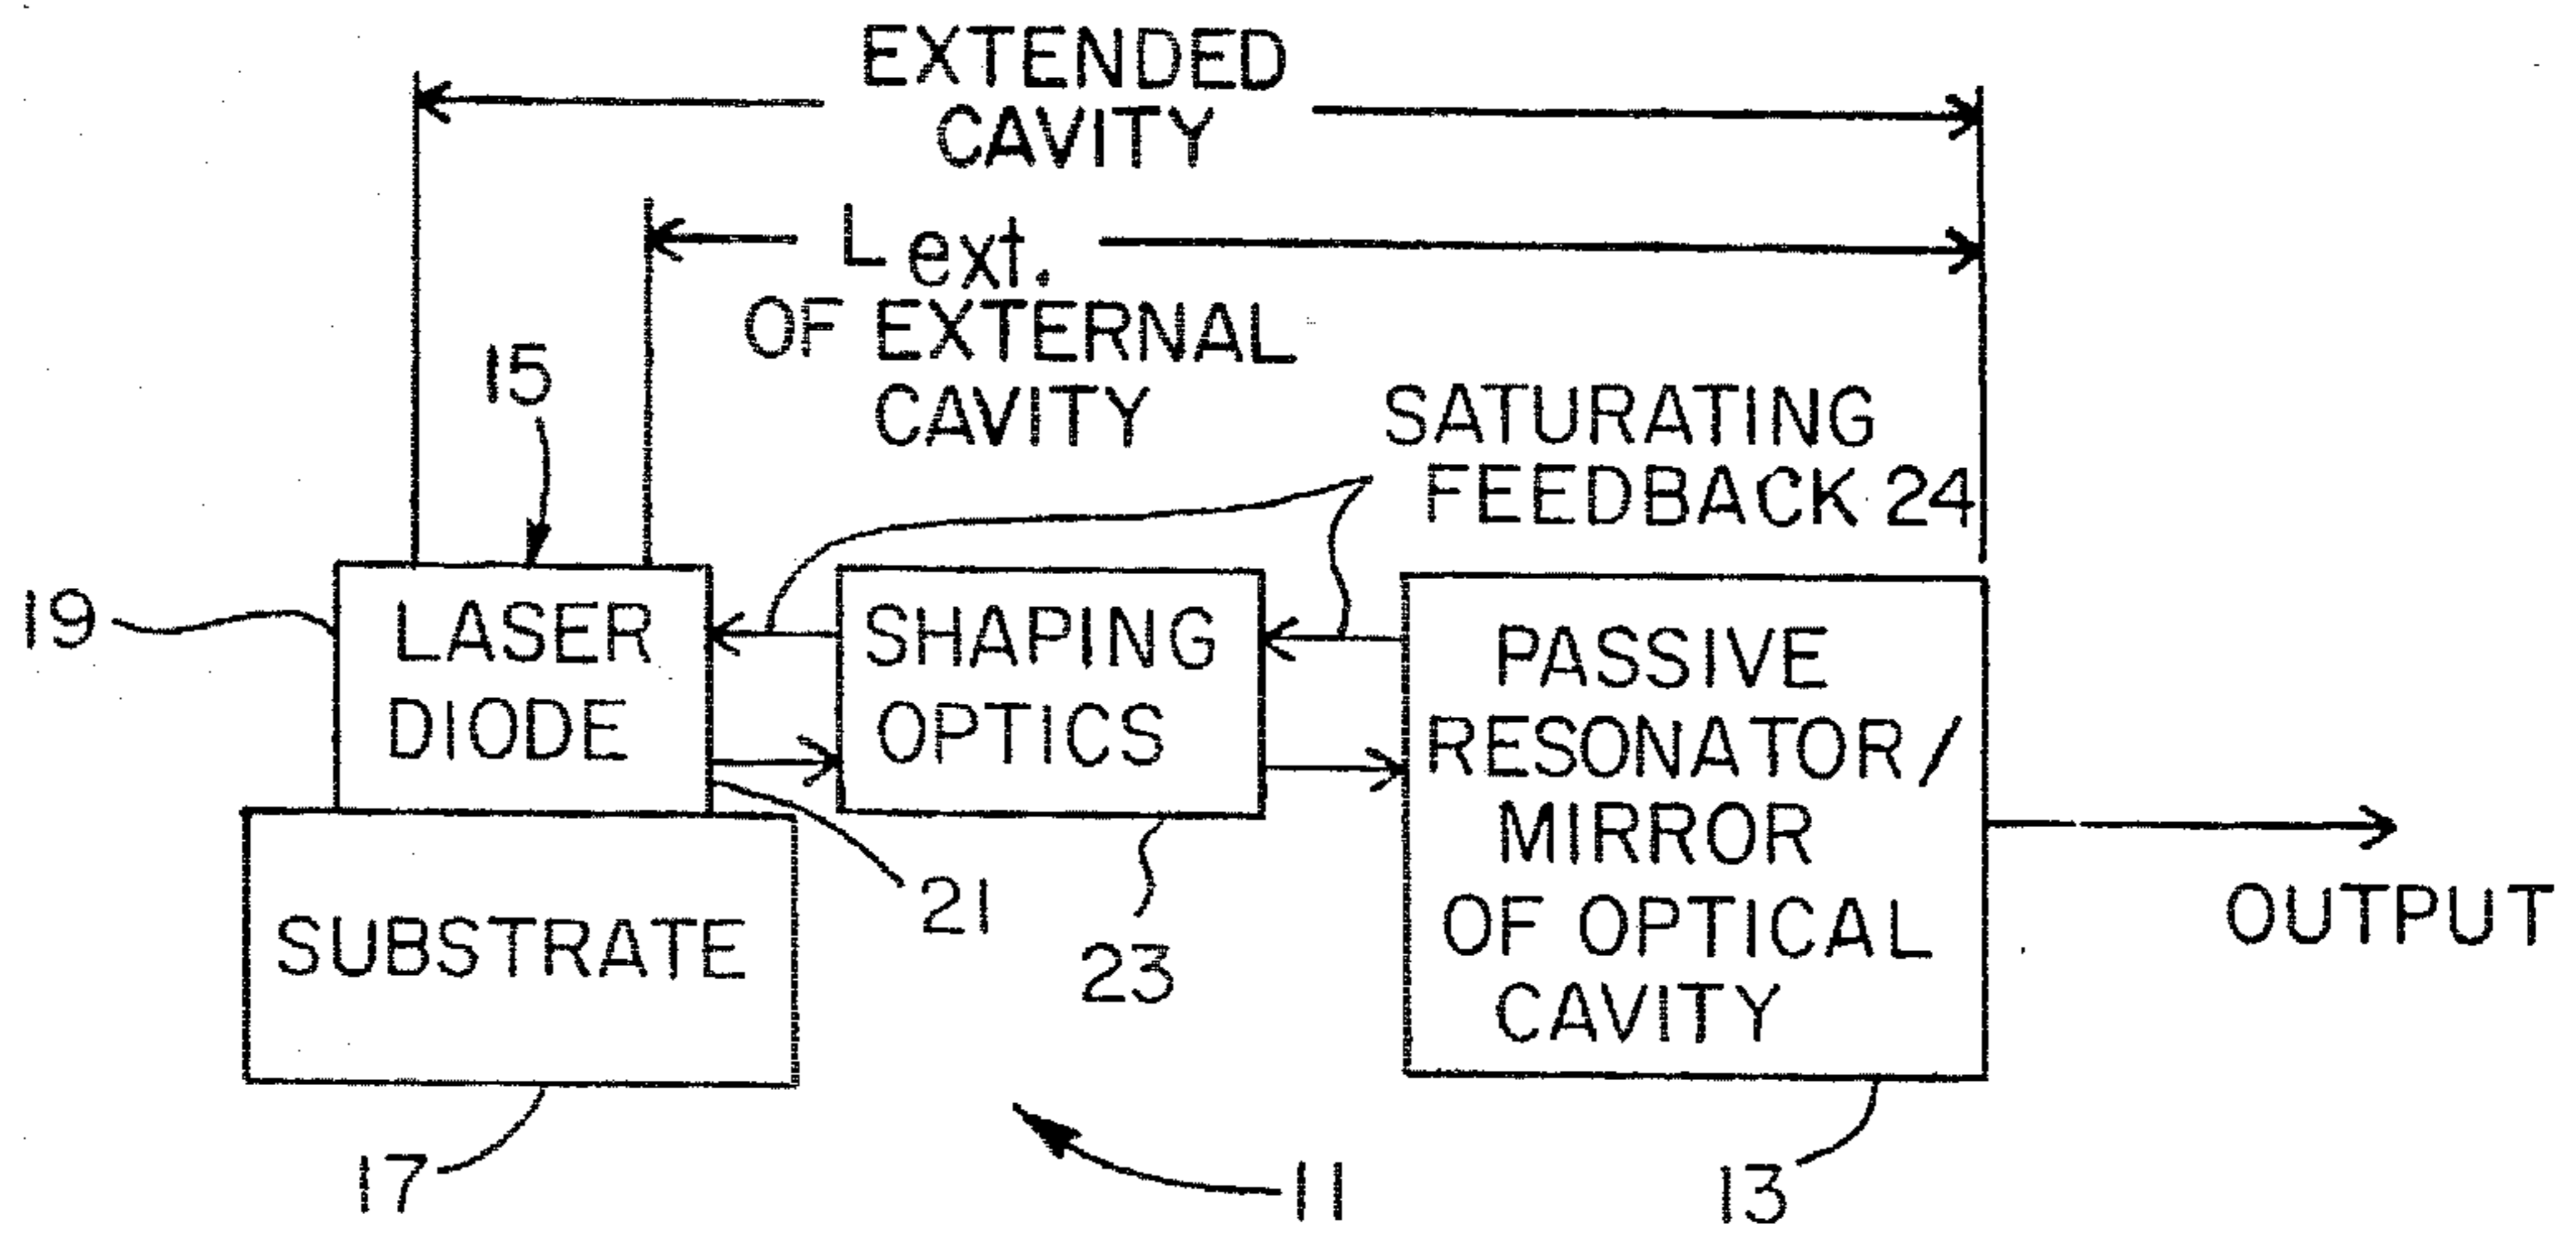 EXTENDED
CAVITY
Lext.
OF EXTERNAL
CAVITY
15
SATURATING
FEEDBACK 24
19
LASER
DIODE
SHAPING
OPTICS
PASSIVE
RESONATOR/
MIRROR
OF OPTICAL
CAVITY
OUTPUT
SUBSTRATE
21
23
17
11
13